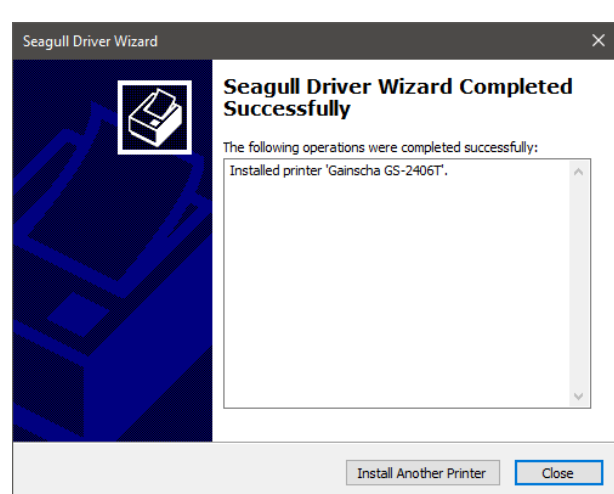 Seagull Driver Wizard
Seagull Driver Wizard Completed
Successfully
The following operations were completed successfully:
Installed printer 'Gainscha GS-2406T'.
Install Another Printer
Close